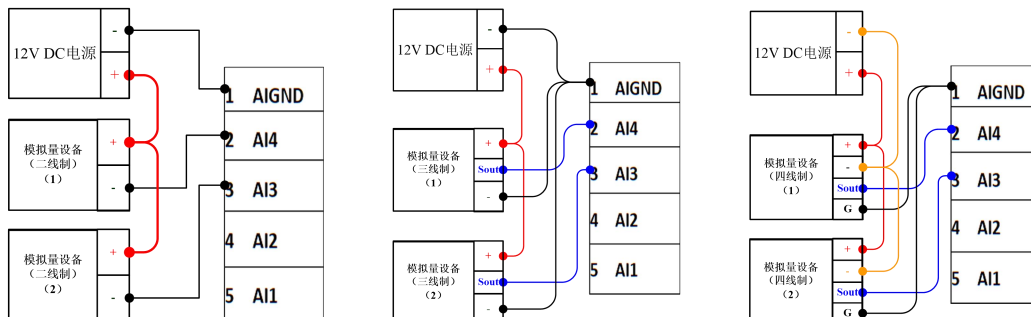 -
12V DC电源
+
+
模拟量设备
（二线制）
（1）
-
+
模拟量设备
（二线制）
（2）
-
1 AIGND
2 AI4
3 AI3
4 AI2
5 AI1
-
12V DC电源
+
+
模拟量设备
（三线制）
（1）
Sout
-
+
模拟量设备
（三线制）
（2）
Sout
-
1 AIGND
2 AI4
3 AI3
4 AI2
5 AI1
-
12V DC电源
+
+
模拟量设备
（四线制）
（1）
-
Sout
G
+
模拟量设备
（四线制）
（2）
-
Sout
G
1 AIGND
2 AI4
3 AI3
4 AI2
5 AI1